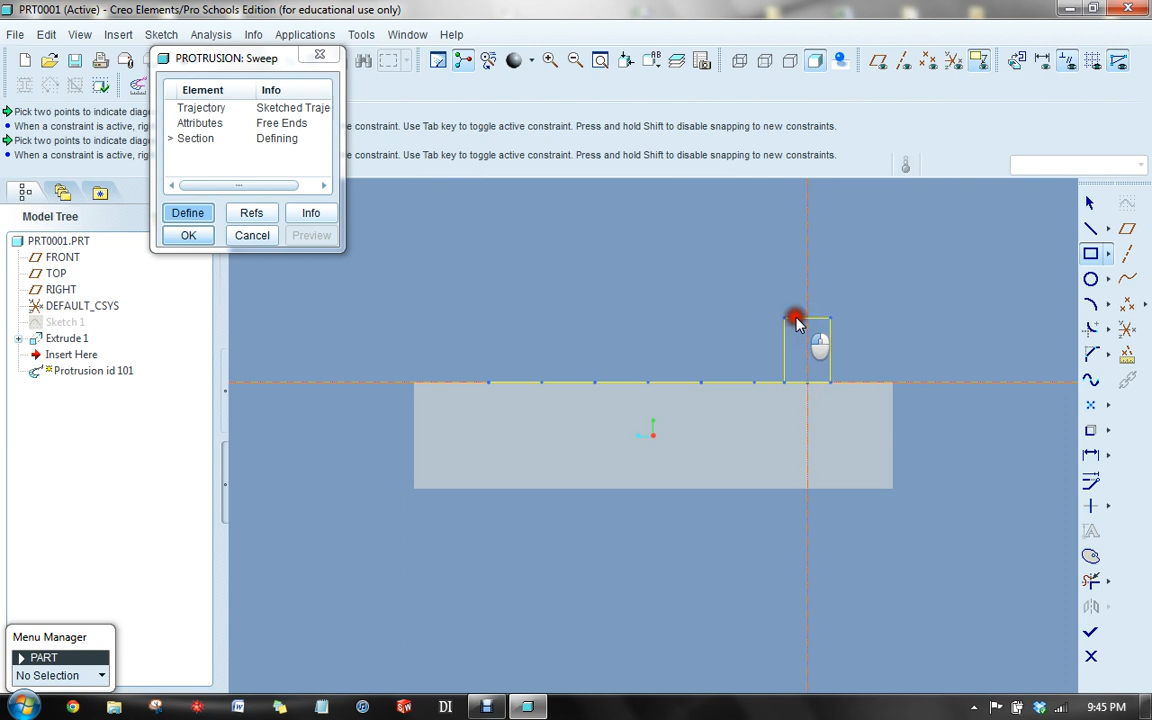 PRT0001 (Active) - Creo Elements/Pro Schools Edition (for educational use only)
File Edit View Insert Sketch Analysis Info Applications Tools Window Help
PROTRUSION: Sweep
Element Info
Trajectory Sketched Traje
Attributes Free Ends
> Section Defining
Define Refs Info
OK Cancel Preview
Pick two points to indicate diag
When a constraint is active, rig constraint. Use Tab key to toggle active constraint. Press and hold Shift to disable snapping to new constraints.
Pick two points to indicate diag
When a constraint is active, rig constraint. Use Tab key to toggle active constraint. Press and hold Shift to disable snapping to new constraints.
Model Tree
PRT0001.PRT
FRONT
TOP
RIGHT
DEFAULT_CSYS
Sketch 1
Extrude 1
Insert Here
Protrusion id 101
Menu Manager
PART
No Selection
W
SW
DI
9:45 PM